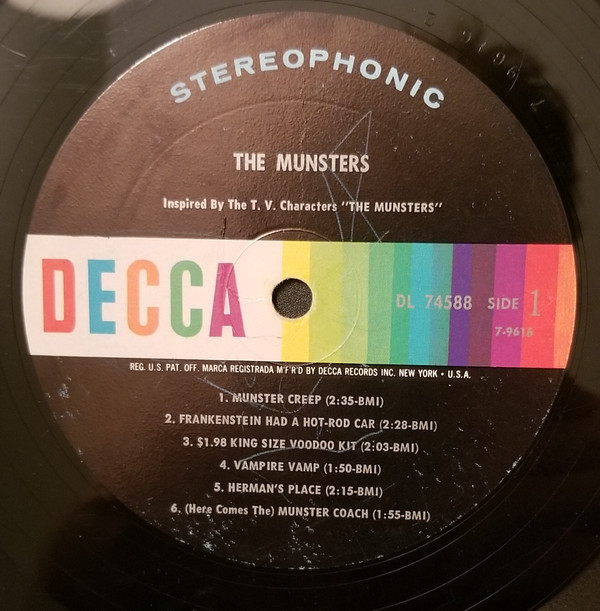 STEREOPHONIC
THE MUNSTERS
Inspired By The T. V. Characters "THE MUNSTERS"
DECCA
DL 74588 SIDE 1
7-9616
REG. U.S. PAT. OFF. MARCA REGISTRADA M'F'R'D BY DECCA RECORDS INC. NEW YORK • U.S.A.
1. MUNSTER CREEP (2:35-BMI)
2. FRANKENSTEIN HAD A HOT-ROD CAR (2:28-BMI)
3. $1.98 KING SIZE VOODOO KIT (2:03-BMI)
4. VAMPIRE VAMP (1:50-BMI)
5. HERMAN'S PLACE (2:15-BMI)
6. (Here Comes The) MUNSTER COACH (1:55-BMI)